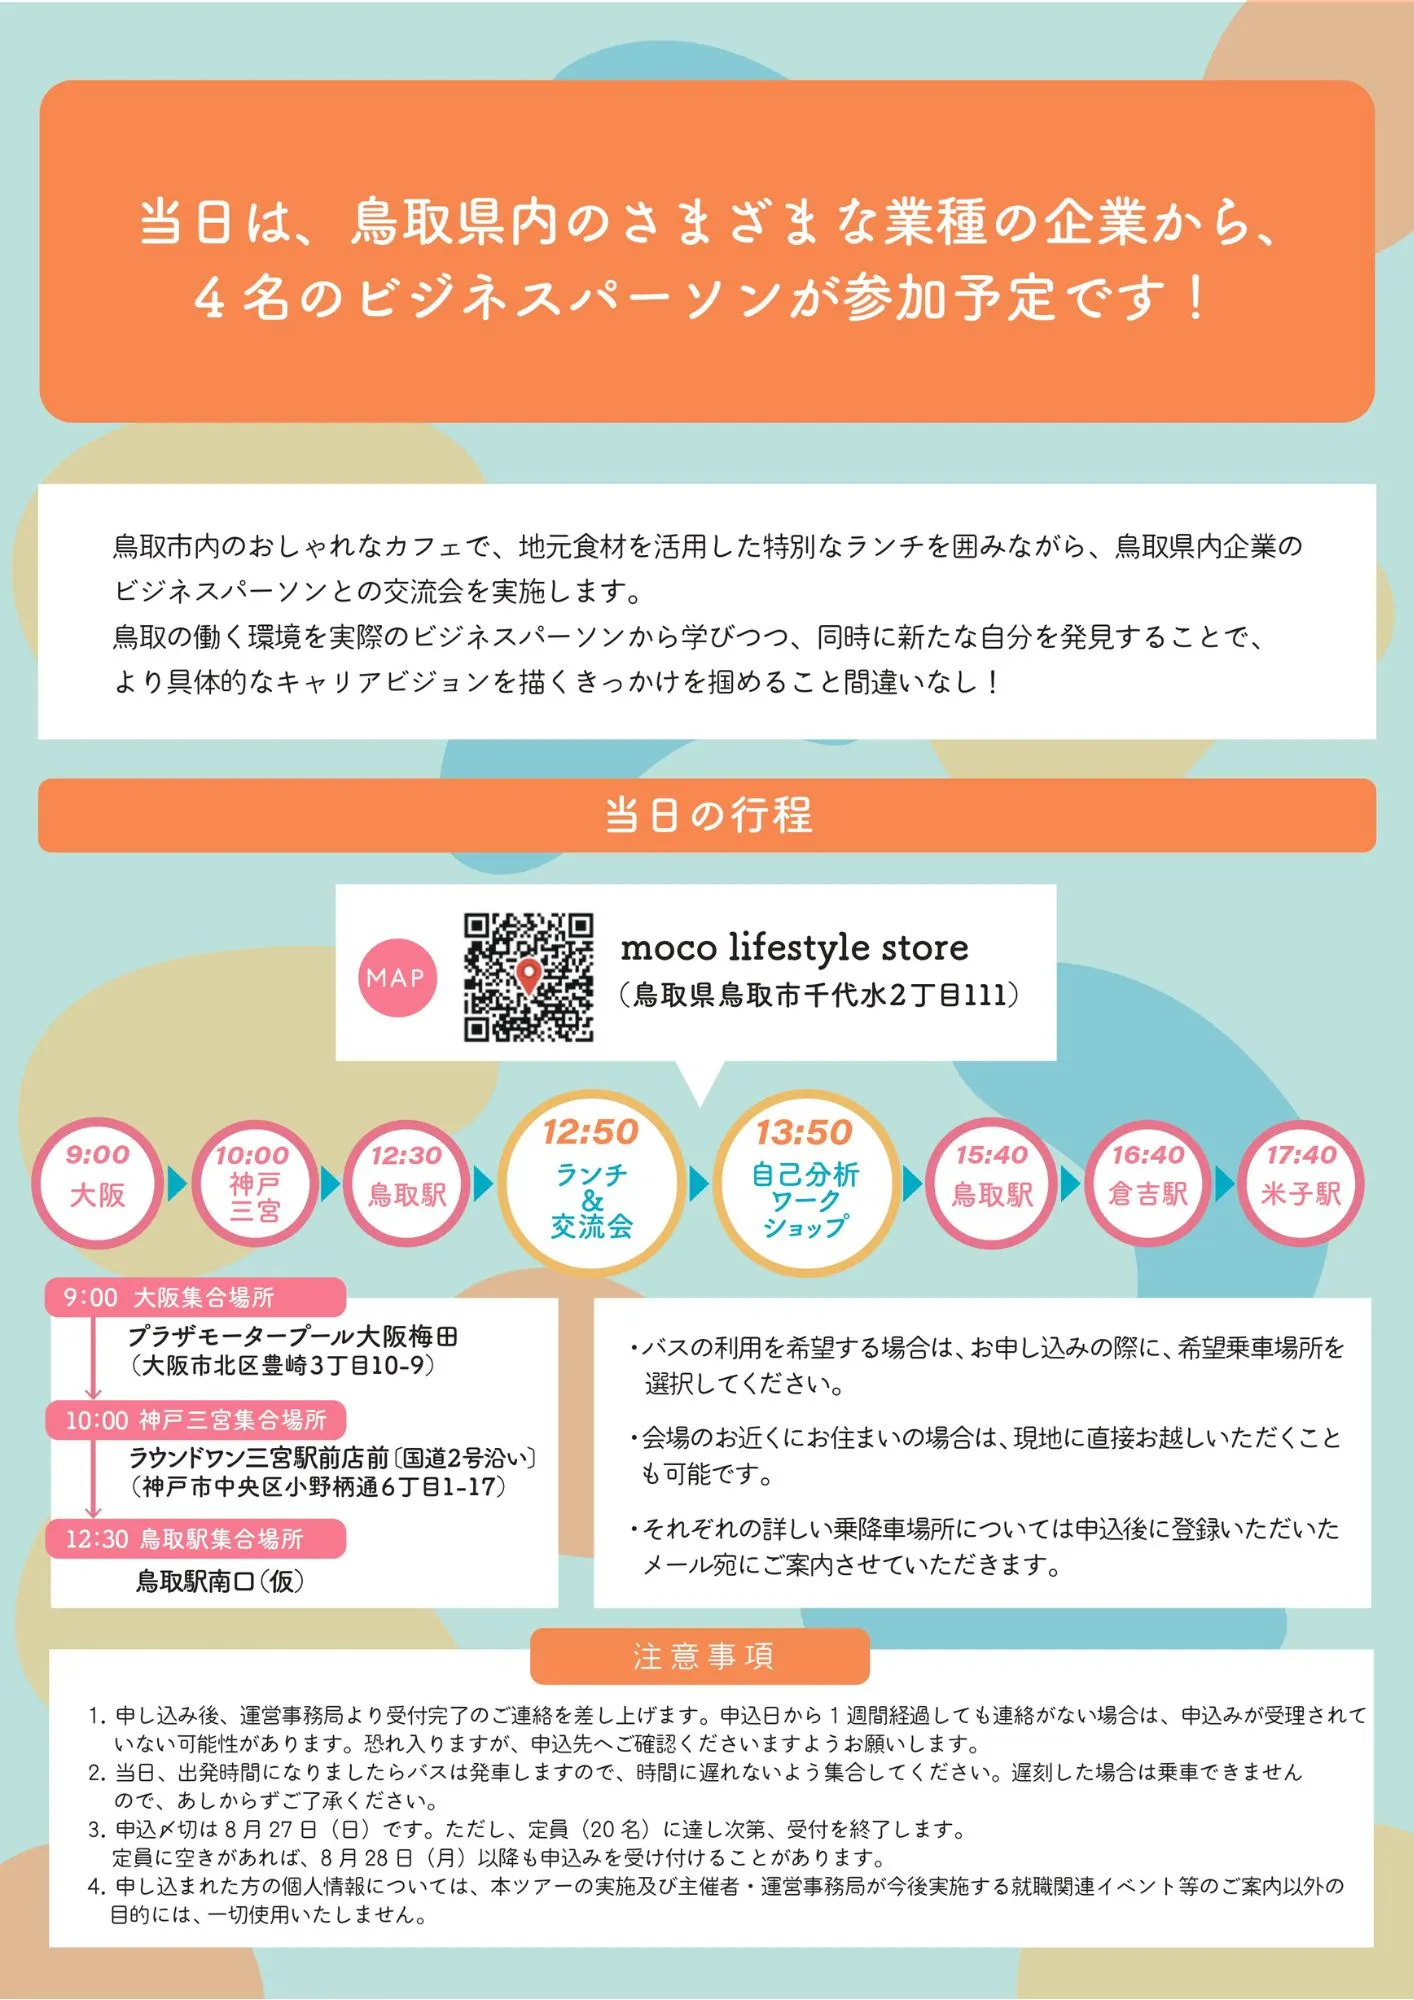 当日は、鳥取県内のさまざまな業種の企業から、
4名のビジネスパーソンが参加予定です！
鳥取市内のおしゃれなカフェで、地元食材を活用した特別なランチを囲みながら、鳥取県内企業の
ビジネスパーソンとの交流会を実施します。
鳥取の働く環境を実際のビジネスパーソンから学びつつ、同時に新たな自分を発見することで、
より具体的なキャリアビジョンを描くきっかけを掴めること間違いなし！
当日の行程
MAP
moco lifestyle store
（鳥取県鳥取市千代水2丁目111）
9:00
大阪
10:00
神戸
三宮
12:30
鳥取駅
12:50
ランチ
&
交流会
13:50
自己分析
ワーク
ショップ
15:40
鳥取駅
16:40
倉吉駅
17:40
米子駅
9:00 大阪集合場所
プラザモータープール大阪梅田
（大阪市北区豊崎3丁目10-9）
10:00 神戸三宮集合場所
ラウンドワン三宮駅前店前〔国道2号沿い〕
（神戸市中央区小野柄通6丁目1-17）
12:30 鳥取駅集合場所
鳥取駅南口（仮）
・バスの利用を希望する場合は、お申し込みの際に、希望乗車場所を
選択してください。
・会場のお近くにお住まいの場合は、現地に直接お越しいただくこと
も可能です。
・それぞれの詳しい乗降車場所については申込後に登録いただいた
メール宛にご案内させていただきます。
注意事項
1. 申し込み後、運営事務局より受付完了のご連絡を差し上げます。申込日から1週間経過しても連絡がない場合は、申込みが受理されて
いない可能性があります。恐れ入りますが、申込先へご確認くださいますようお願いします。
2. 当日、出発時間になりましたらバスは発車しますので、時間に遅れないよう集合してください。遅刻した場合は乗車できません
ので、あしからずご了承ください。
3. 申込〆切は8月27日（日）です。ただし、定員（20名）に達し次第、受付を終了します。
定員に空きがあれば、8月28日（月）以降も申込みを受け付けることがあります。
4. 申し込まれた方の個人情報については、本ツアーの実施及び主催者・運営事務局が今後実施する就職関連イベント等のご案内以外の
目的には、一切使用いたしません。